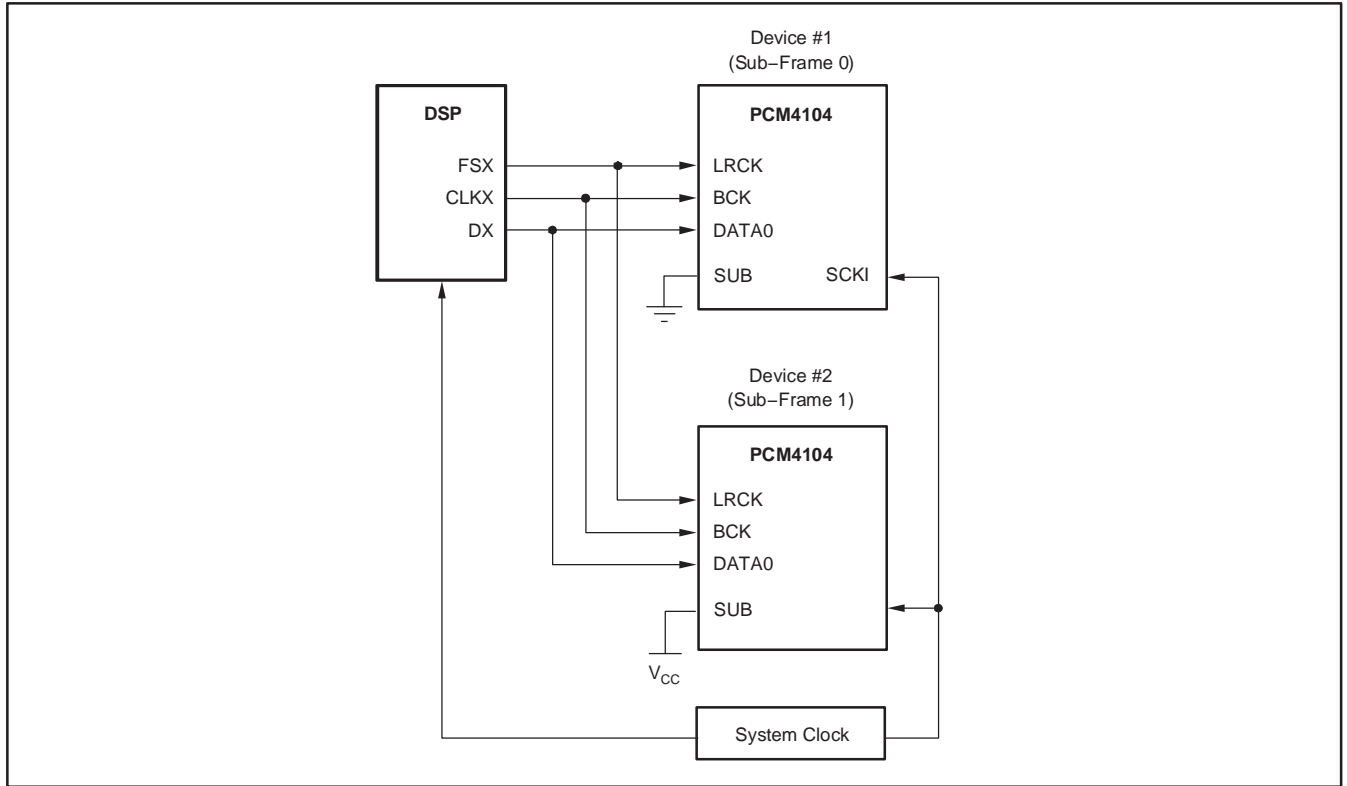 Device #1
(Sub−Frame 0)
DSP
FSX
CLKX
DX
PCM4104
LRCK
BCK
DATA0
SUB
SCKI
Device #2
(Sub−Frame 1)
PCM4104
LRCK
BCK
DATA0
SUB
VCC
System Clock